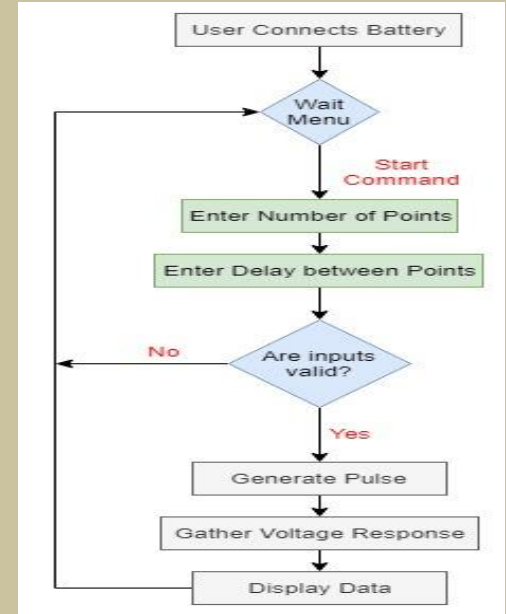 User Connects Battery
Wait
Menu
Start
Command
Enter Number of Points
Enter Delay between Points
Are inputs
valid?
No
Yes
Generate Pulse
Gather Voltage Response
Display Data